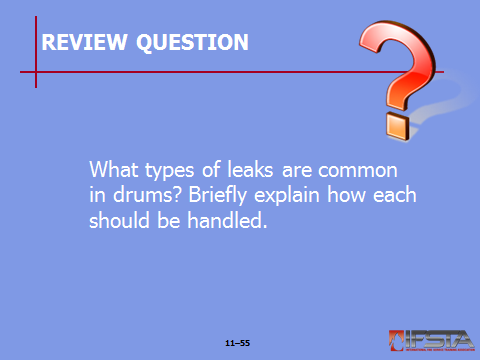 REVIEW QUESTION
What types of leaks are common
in drums? Briefly explain how each
should be handled.
11–55
IFSTA